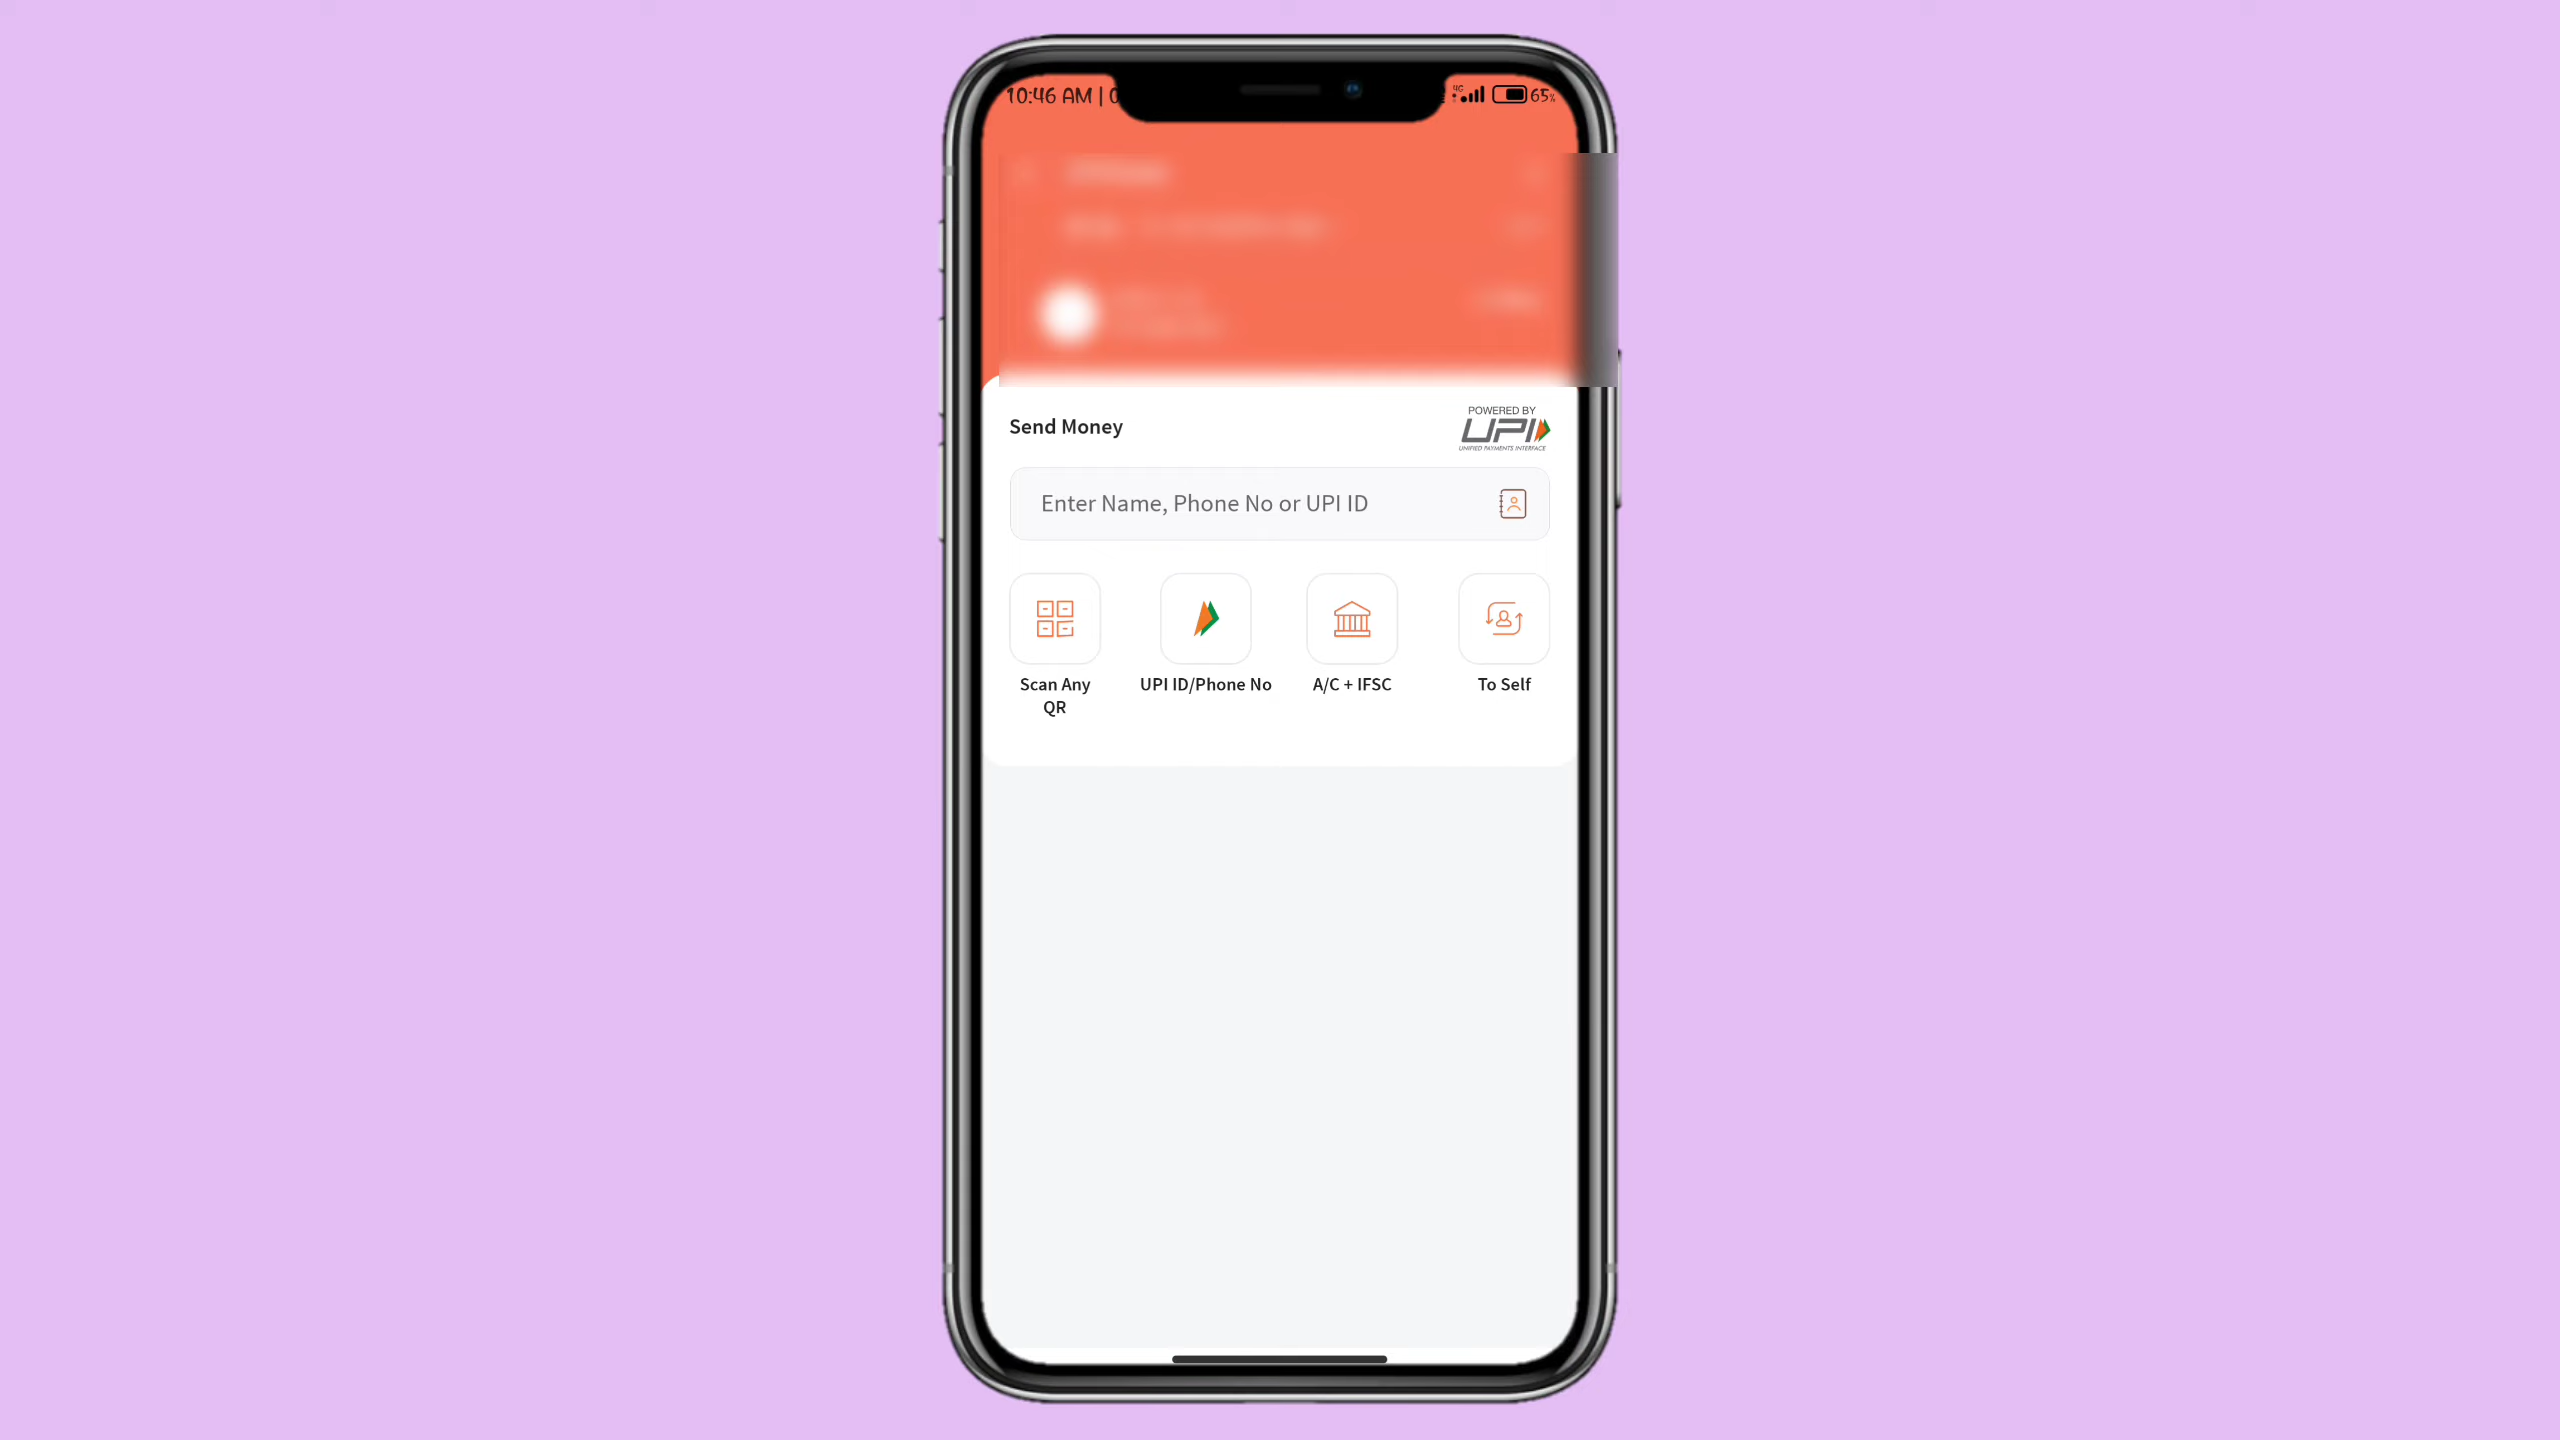 10:46 AM |
4G
65%
Send Money
POWERED BY
UPI
UNIFIED PAYMENTS INTERFACE
Enter Name, Phone No or UPI ID
Scan Any
QR
UPI ID/Phone No
A/C + IFSC
To Self